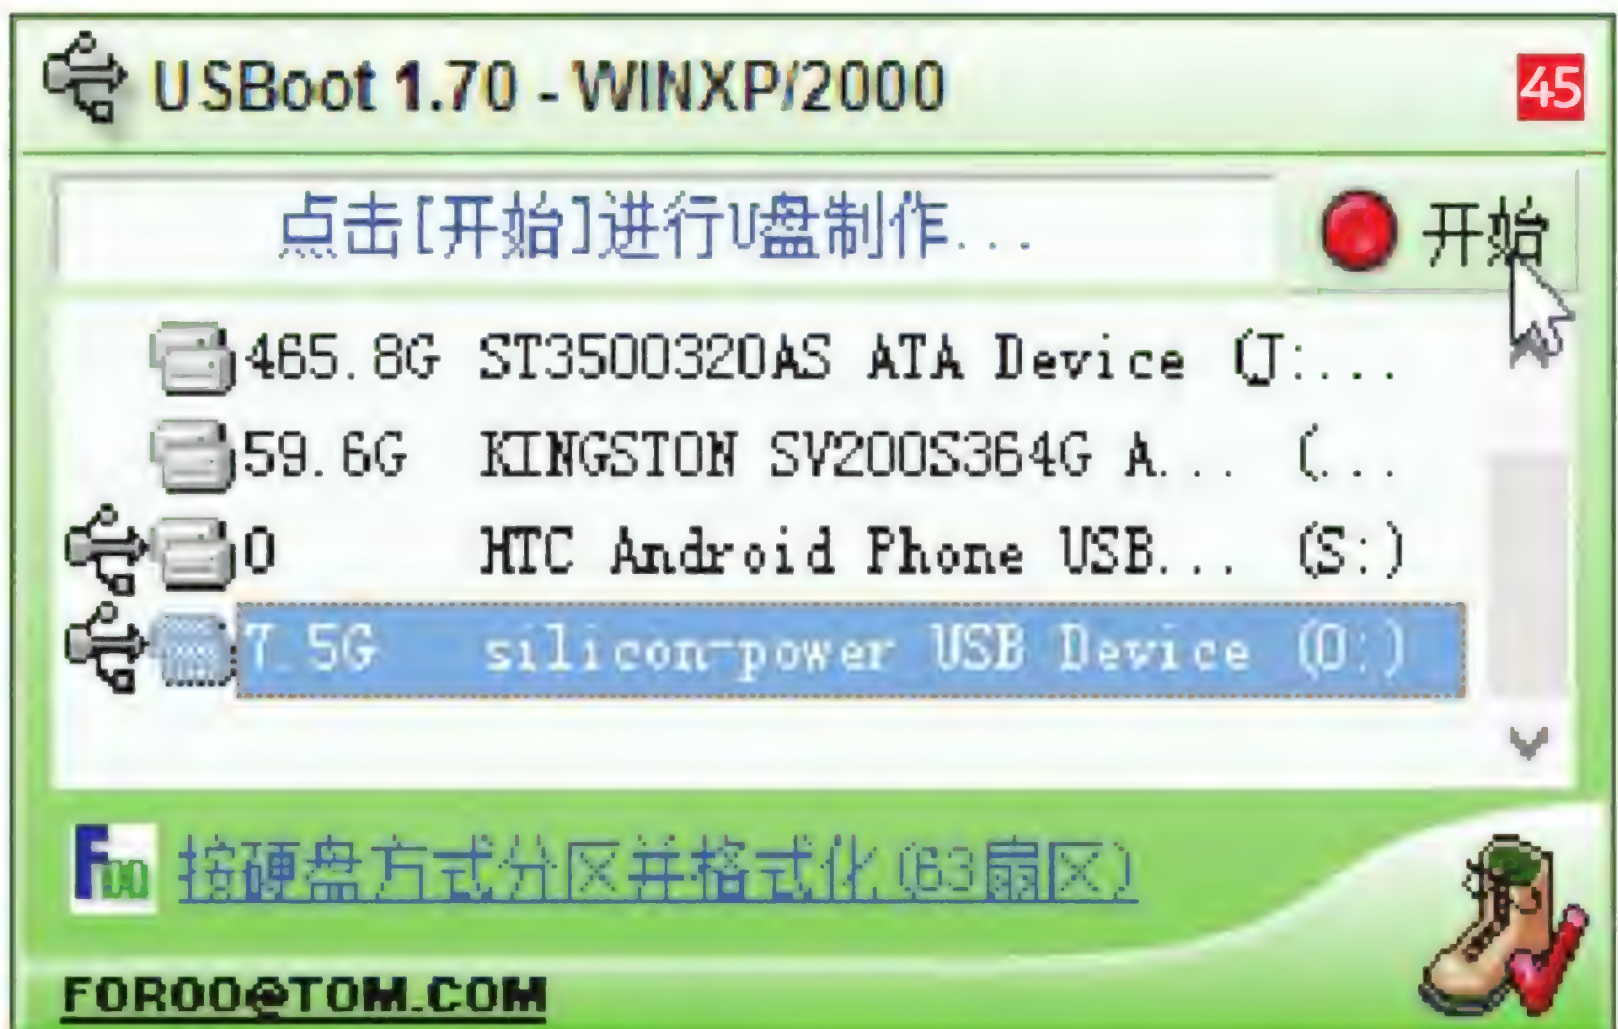 USBoot 1.70 - WINXP/2000
45
点击[开始]进行U盘制作...
开始
465.8G ST3500320AS ATA Device (J:...
59.6G KINGSTON SV200S364G A... (...
0 HTC Android Phone USB... (S:)
7.5G silicon-power USB Device (O:)
Foo 按硬盘方式分区并格式化(63扇区)
FOROO@TOM.COM